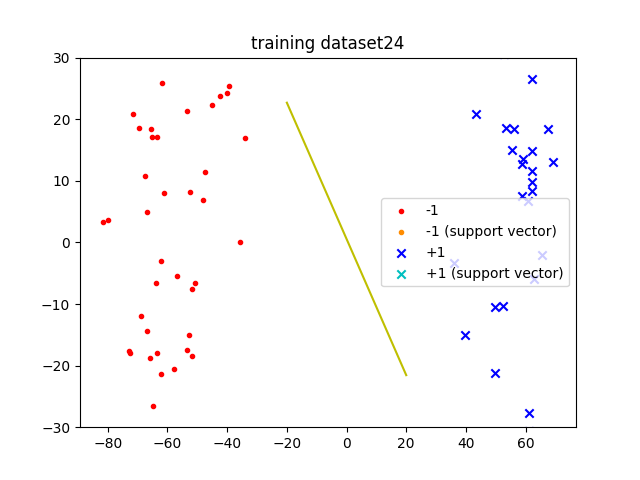 training dataset24
30
20
10
0
−10
−20
−30
-1
-1 (support vector)
+1
+1 (support vector)
−80 −60 −40 −20 0 20 40 60